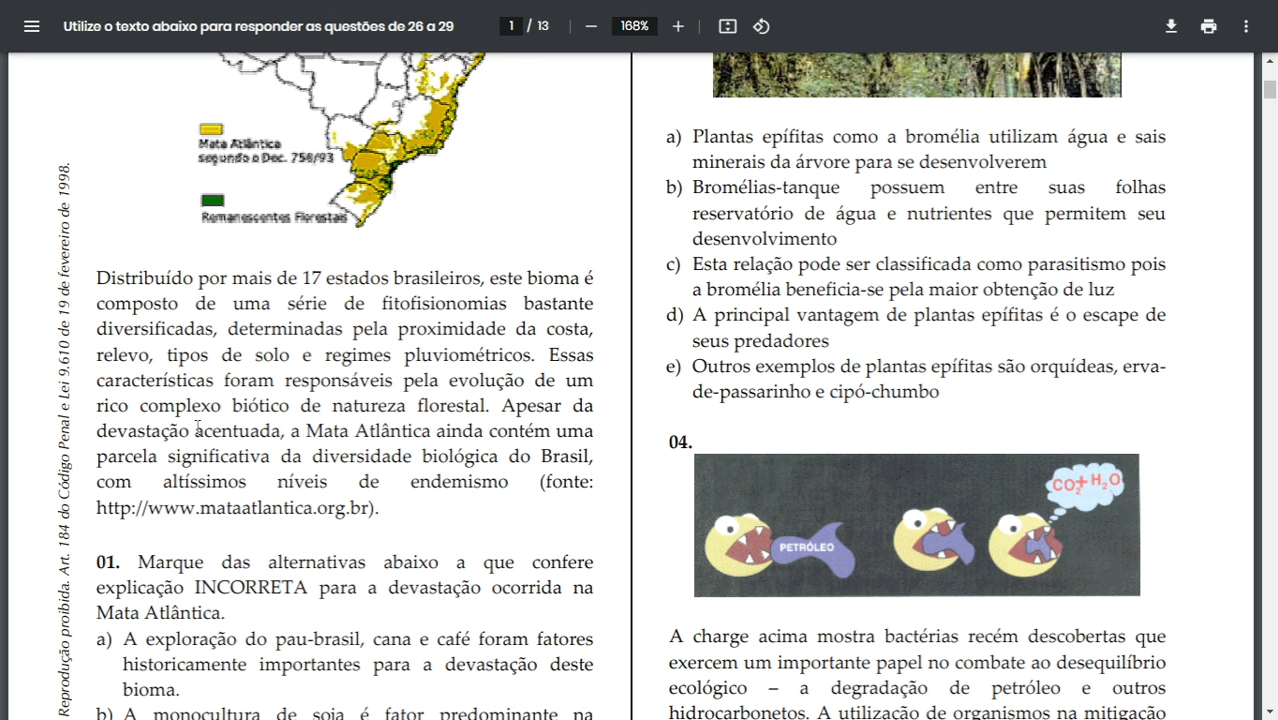 Utilize o texto abaixo para responder as questões de 26 a 29
1 / 13
168%
Mata Atlântica
segundo o Dec. 750/93
Remanescentes Florestais
Reprodução proibida. Art. 184 do Código Penal e Lei 9.610 de 19 de fevereiro de 1998.
Distribuído por mais de 17 estados brasileiros, este bioma é
composto de uma série de fitofisionomias bastante
diversificadas, determinadas pela proximidade da costa,
relevo, tipos de solo e regimes pluviométricos. Essas
características foram responsáveis pela evolução de um
rico complexo biótico de natureza florestal. Apesar da
devastação acentuada, a Mata Atlântica ainda contém uma
parcela significativa da diversidade biológica do Brasil,
com altíssimos níveis de endemismo (fonte:
http://www.mataatlantica.org.br).
01. Marque das alternativas abaixo a que confere
explicação INCORRETA para a devastação ocorrida na
Mata Atlântica.
a) A exploração do pau-brasil, cana e café foram fatores
historicamente importantes para a devastação deste
bioma.
b) A monocultura de soja é fator predominante na
a) Plantas epífitas como a bromélia utilizam água e sais
minerais da árvore para se desenvolverem
b) Bromélias-tanque possuem entre suas folhas
reservatório de água e nutrientes que permitem seu
desenvolvimento
c) Esta relação pode ser classificada como parasitismo pois
a bromélia beneficia-se pela maior obtenção de luz
d) A principal vantagem de plantas epífitas é o escape de
seus predadores
e) Outros exemplos de plantas epífitas são orquídeas, erva-
de-passarinho e cipó-chumbo
04.
CO2+H2O
PETRÓLEO
A charge acima mostra bactérias recém descobertas que
exercem um importante papel no combate ao desequilíbrio
ecológico – a degradação de petróleo e outros
hidrocarbonetos. A utilização de organismos na mitigação